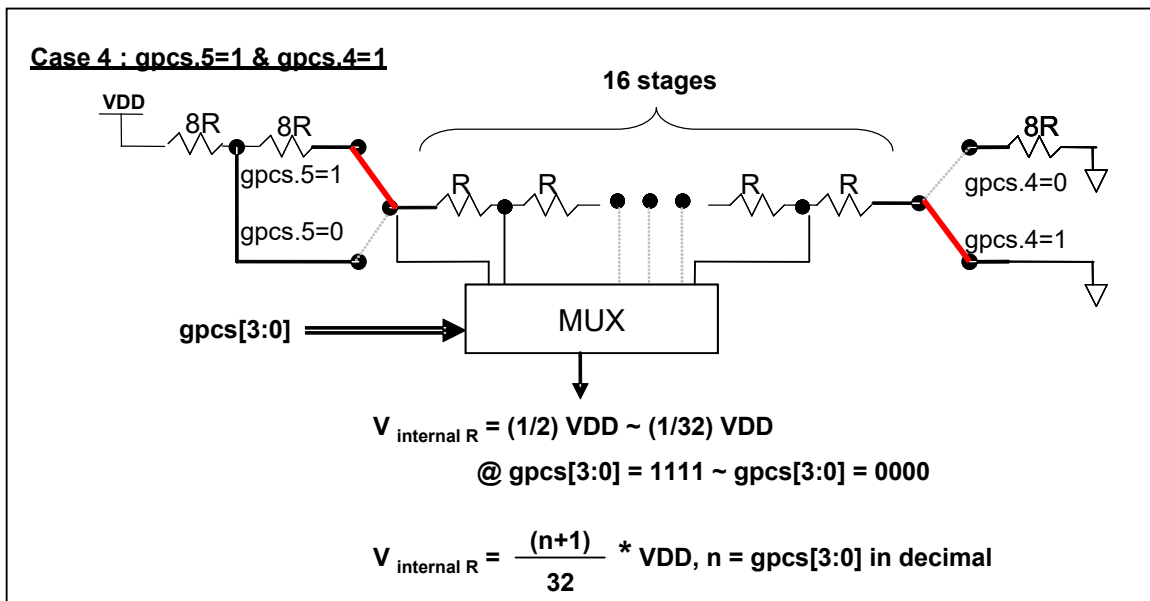 Case 4 : gpcs.5=1 & gpcs.4=1
16 stages
VDD
8R
8R
8R
gpcs.5=1
gpcs.4=0
R
R
R
R
gpcs.5=0
gpcs.4=1
MUX
gpcs[3:0]
V internal R = (1/2) VDD ~ (1/32) VDD
@ gpcs[3:0] = 1111 ~ gpcs[3:0] = 0000
V internal R = (n+1) / 32 * VDD, n = gpcs[3:0] in decimal